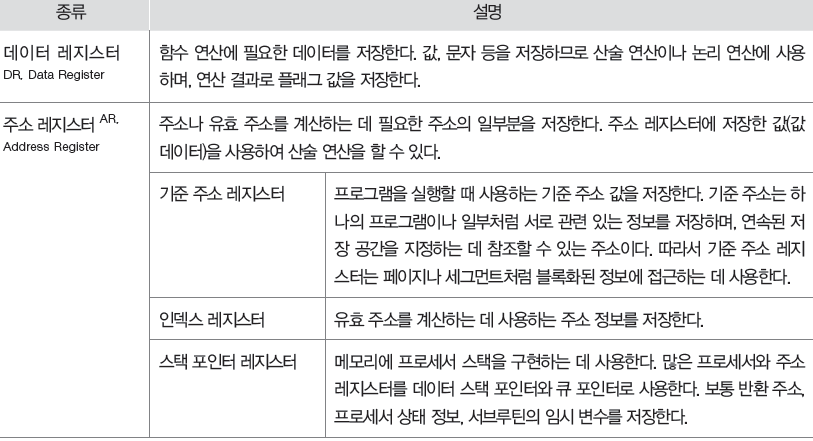 종류 설명
데이터 레지스터
DR, Data Register
함수 연산에 필요한 데이터를 저장한다. 값, 문자 등을 저장하므로 산술 연산이나 논리 연산에 사용
하며, 연산 결과로 플래그 값을 저장한다.
주소 레지스터 AR,
Address Register
주소나 유효 주소를 계산하는 데 필요한 주소의 일부분을 저장한다. 주소 레지스터에 저장한 값(값
데이터)을 사용하여 산술 연산을 할 수 있다.
기준 주소 레지스터
프로그램을 실행할 때 사용하는 기준 주소 값을 저장한다. 기준 주소는 하
나의 프로그램이나 일부처럼 서로 관련 있는 정보를 저장하며, 연속된 저
장 공간을 지정하는 데 참조할 수 있는 주소이다. 따라서 기준 주소 레지
스터는 페이지나 세그먼트처럼 블록화된 정보에 접근하는 데 사용한다.
인덱스 레지스터
유효 주소를 계산하는 데 사용하는 주소 정보를 저장한다.
스택 포인터 레지스터
메모리에 프로세서 스택을 구현하는 데 사용한다. 많은 프로세서와 주소
레지스터를 데이터 스택 포인터와 큐 포인터로 사용한다. 보통 반환 주소,
프로세서 상태 정보, 서브루틴의 임시 변수를 저장한다.